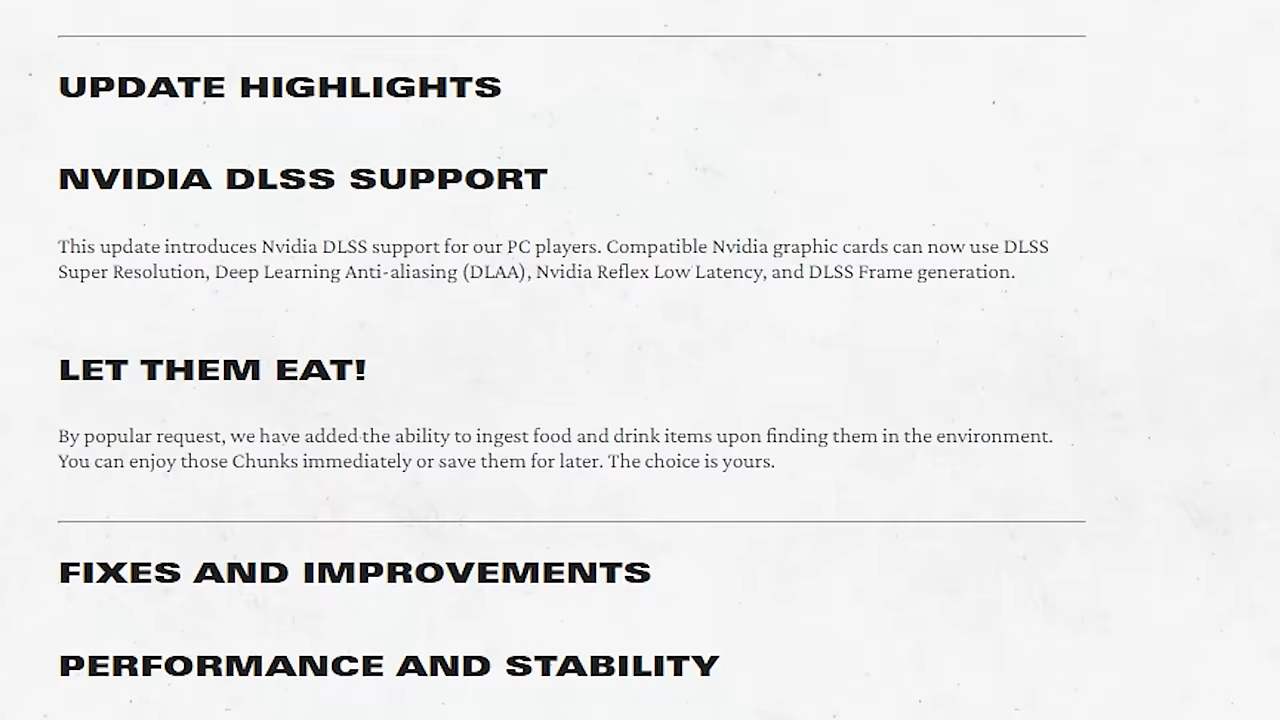 UPDATE HIGHLIGHTS
NVIDIA DLSS SUPPORT
This update introduces Nvidia DLSS support for our PC players. Compatible Nvidia graphic cards can now use DLSS
Super Resolution, Deep Learning Anti-aliasing (DLAA), Nvidia Reflex Low Latency, and DLSS Frame generation.
LET THEM EAT!
By popular request, we have added the ability to ingest food and drink items upon finding them in the environment.
You can enjoy those Chunks immediately or save them for later. The choice is yours.
FIXES AND IMPROVEMENTS
PERFORMANCE AND STABILITY